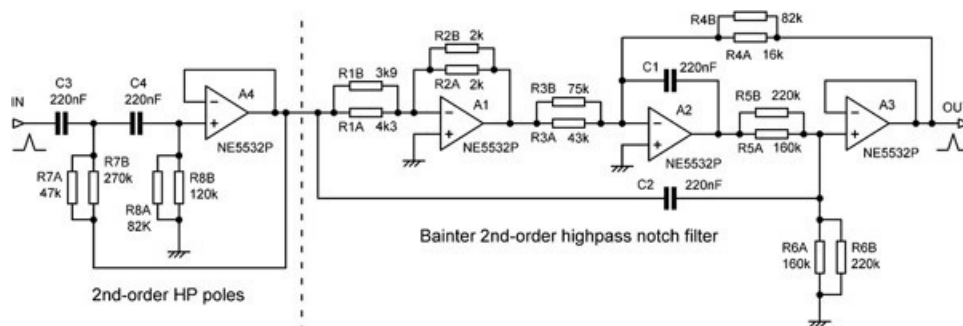 R4B 82k
R4A 16k
R2B 2k
R2A 2k
C1 220nF
R1B 3k9
R1A 4k3
R3B 75k
R3A 43k
R5B 220k
R5A 160k
C3 220nF
C4 220nF
A4
A1
A2
A3
IN
OUT
-
+
-
+
-
+
-
+
NE5532P
NE5532P
NE5532P
NE5532P
R7A 47k
R7B 270k
R8A 82K
R8B 120k
C2 220nF
R6A 160k
R6B 220k
Bainter 2nd-order highpass notch filter
2nd-order HP poles